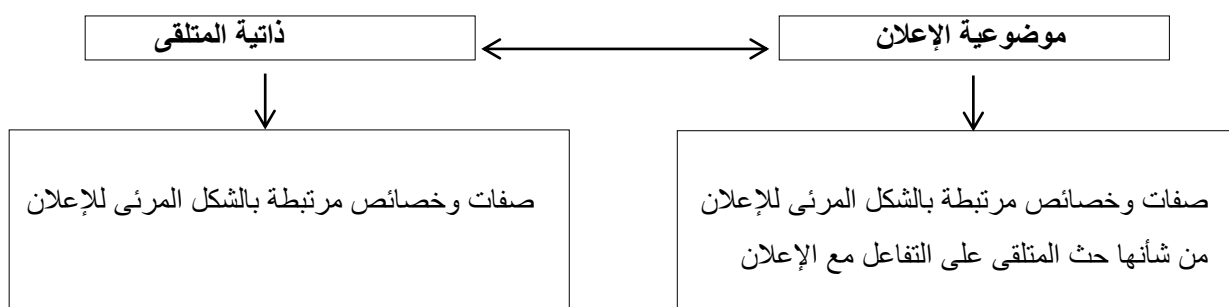 موضوعية الإعلان
ذاتية المتلقى
صفات وخصائص مرتبطة بالشكل المرئى للإعلان
من شأنها حث المتلقى على التفاعل مع الإعلان
صفات وخصائص مرتبطة بالشكل المرئى للإعلان